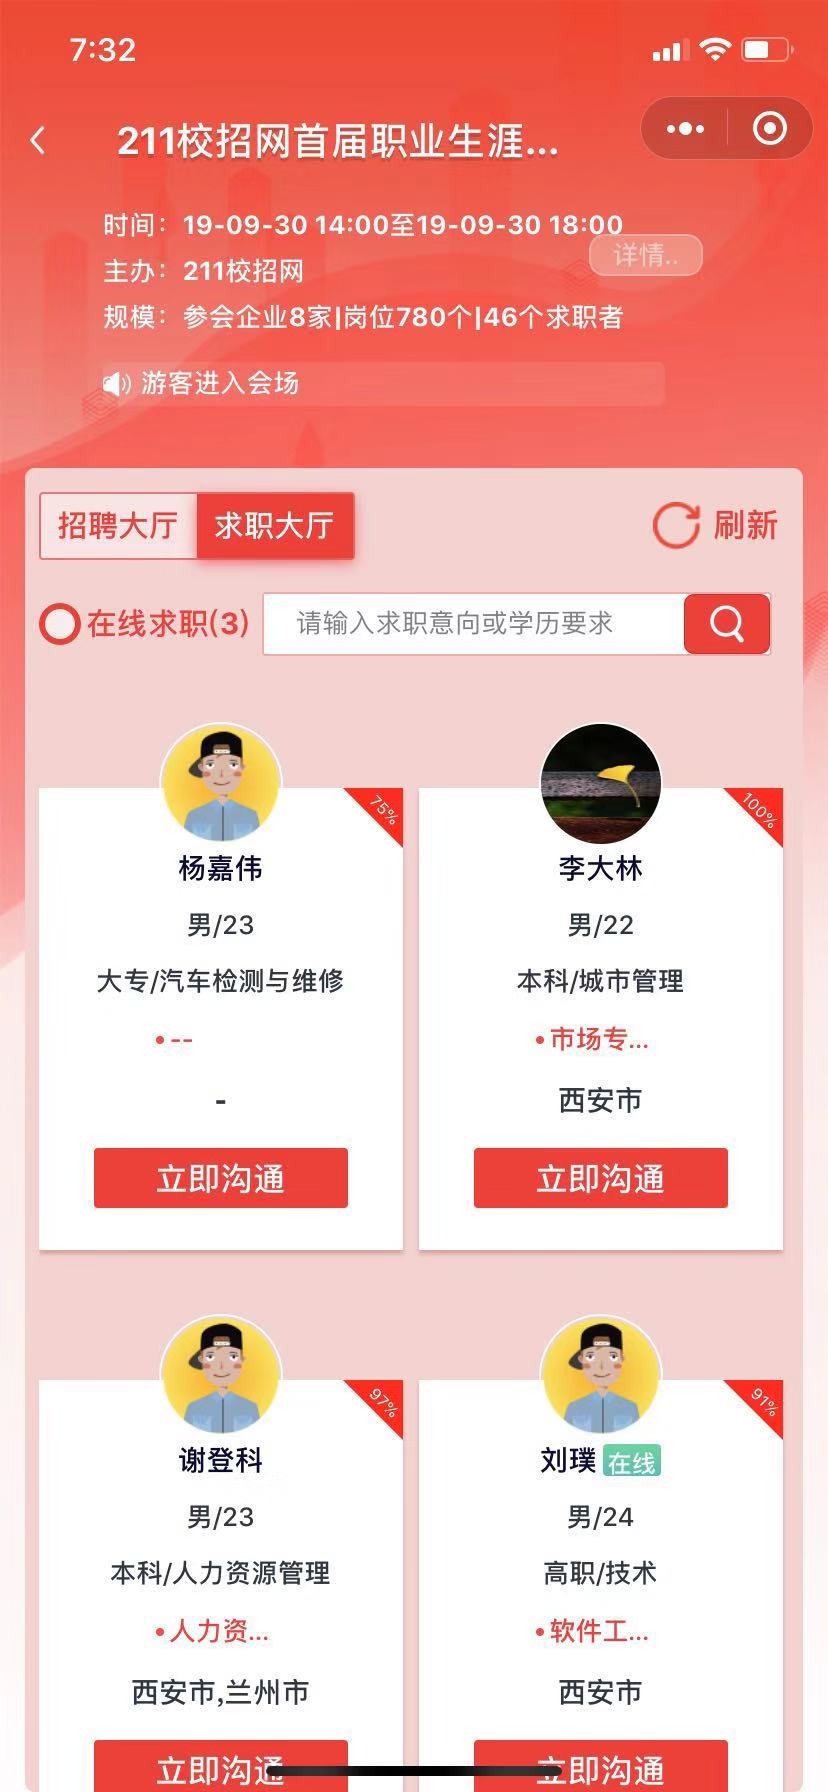 7:32
211校招网首届职业生涯...
时间：19-09-30 14:00至19-09-30 18:00
详情..
主办：211校招网
规模：参会企业8家|岗位780个|46个求职者
游客进入会场
招聘大厅 求职大厅 刷新
在线求职(3) 请输入求职意向或学历要求
75%
杨嘉伟
男/23
大专/汽车检测与维修
•--
-
立即沟通
100%
李大林
男/22
本科/城市管理
•市场专...
西安市
立即沟通
97%
谢登科
男/23
本科/人力资源管理
•人力资...
西安市,兰州市
立即沟通
91%
刘璞 在线
男/24
高职/技术
•软件工...
西安市
立即沟通